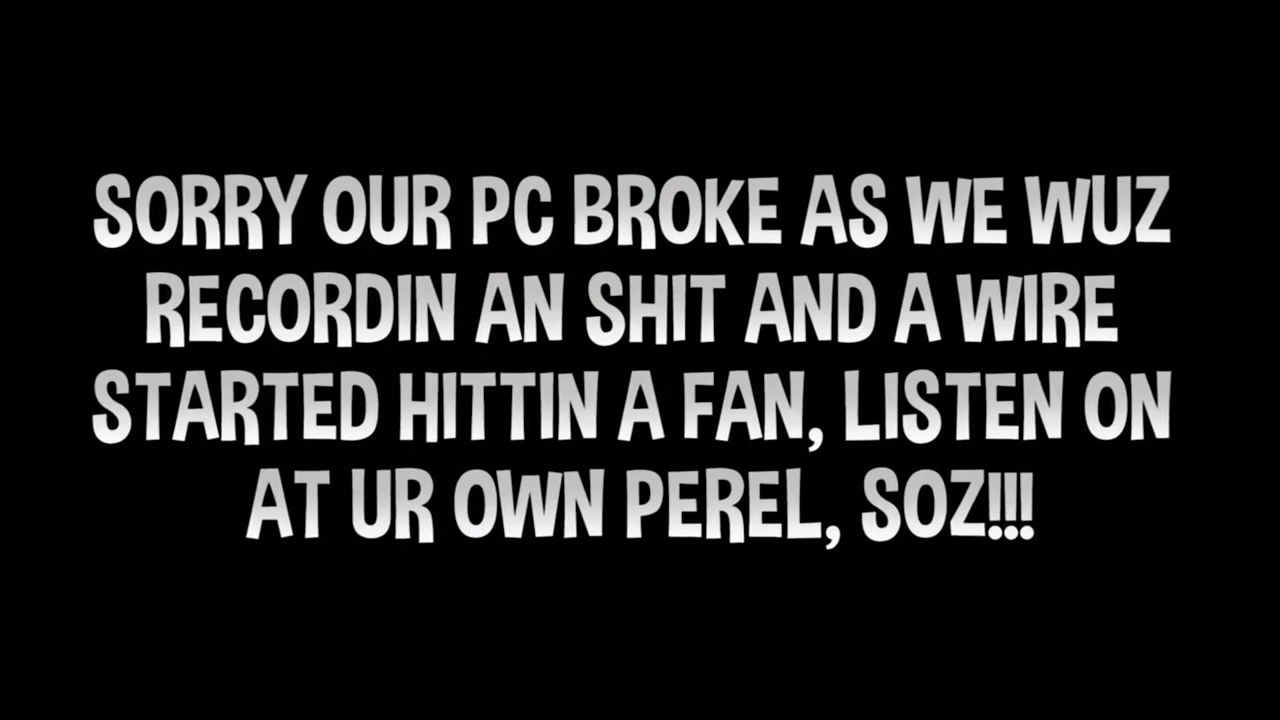 SORRY OUR PC BROKE AS WE WUZ
RECORDIN AN SHIT AND A WIRE
STARTED HITTIN A FAN, LISTEN ON
AT UR OWN PEREL, SOZ!!!